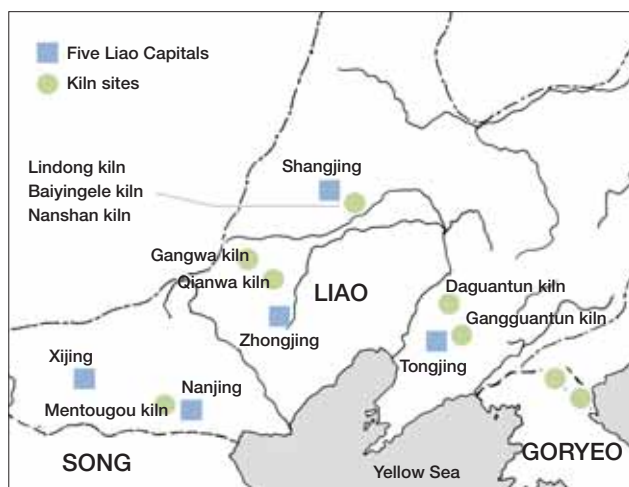 Five Liao Capitals
Kiln sites
Lindong kiln
Baiyingele kiln
Nanshan kiln
Shangjing
Gangwa kiln
Qianwa kiln
LIAO
Daguantun kiln
Gangguantun kiln
Zhongjing
Tongjing
Xijing
Nanjing
Mentougou kiln
SONG
Yellow Sea
GORYEO